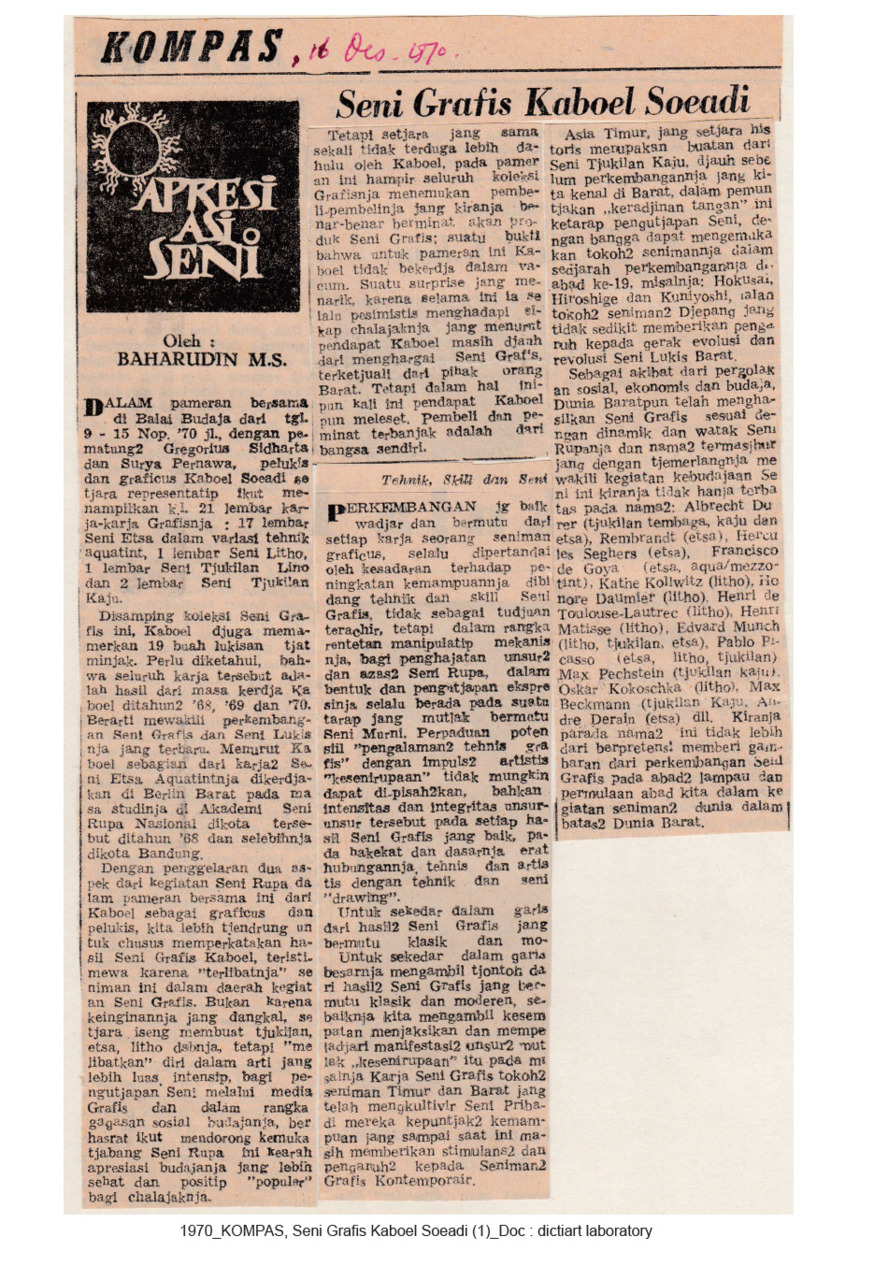 KOMPAS, 16 Des. 1970.
Seni Grafis Kaboel Soeadi
APRESI
ASI
SENI
Oleh :
BAHARUDIN M.S.
DALAM pameran bersama
di Balai Budaja dari tgl.
9 - 15 Nop. '70 jl., dengan pe-
matung2 Gregorius Sidharta
dan Surya Pernawa, pelukis
dan graficus Kaboel Soeadi se
tjara representatip ikut me-
nampilkan k.l. 21 lembar kar-
ja-karja Grafisnja : 17 lembar
Seni Etsa dalam variasi tehnik
aquatint, 1 lembar Seni Litho,
1 lembar Seni Tjukilan Lino
dan 2 lembar Seni Tjukilan
Kaju.
Disamping koleksi Seni Gra-
fis ini, Kaboel djuga mema-
merkan 19 buah lukisan tjat
minjak. Perlu diketahui, bah-
wa seluruh karja tersebut ada-
lah hasil dari masa kerdja Ka
boel ditahun2 '68, '69 dan '70.
Berarti mewakili perkembang-
an Seni Grafis dan Seni Lukis
nja jang terbaru. Menurut Ka
boel sebagian dari karja2 Se-
ni Etsa Aquatintnja dikerdja-
kan di Berlin Barat pada ma
sa studinja di Akademi Seni
Rupa Nasional dikota terse-
but ditahun '68 dan selebihnja
dikota Bandung.
Dengan penggelaran dua as-
pek dari kegiatan Seni Rupa da
lam pameran bersama ini dari
Kaboel sebagai graficus dan
pelukis, kita lebih tjendrung un
tuk chusus memperkatakan ha-
sil Seni Grafis Kaboel, teristi-
mewa karena "terlibatnja" se
niman ini dalam daerah kegiat
an Seni Grafis. Bukan karena
keinginannja jang dangkal, se
tjara iseng membuat tjukilan,
etsa, litho dsbnja, tetapi "me
libatkan" diri dalam arti jang
lebih luas, intensip, bagi pe-
ngutjapan Seni melalui media
Grafis dan dalam rangka
gagasan sosial budajanja, ber
hasrat ikut mendorong kemuka
tjabang Seni Rupa ini kearah
apresiasi budajanja jang lebih
sehat dan positip "populer"
bagi chalajaknja.
Tetapi setjara jang sama
sekali tidak terduga lebih da-
hulu oleh Kaboel, pada pamer
an ini hampir seluruh koleksi
Grafisnja menemukan pembe-
li-pembelinja jang kiranja be-
nar-benar berminat akan pro-
duk Seni Grafis; suatu bukti
bahwa untuk pameran ini Ka-
boel tidak bekerdja dalam va-
cum. Suatu surprise jang me-
narik, karena selama ini ia se
lalu pesimistis menghadapi si-
kap chalajaknja jang menurut
pendapat Kaboel masih djauh
dari menghargai Seni Graf's,
terketjuali dari pihak orang
Barat. Tetapi dalam hal ini-
pun kali ini pendapat Kaboel
pun meleset. Pembeli dan pe-
minat terbanjak adalah dari
bangsa sendiri.
Tehnik, Skill dan Seni
PERKEMBANGAN jg baik
wadjar dan bermutu dari
setiap karja seorang seniman
graficus, selalu dipertandai
oleh kesadaran terhadap pe-
ningkatan kemampuannja dibi
dang tehnik dan skill Seni
Grafis, tidak sebagai tudjuan
terachir, tetapi dalam rangka
rentetan manipulatip mekanis
nja, bagi penghajatan unsur2
dan azas2 Seni Rupa, dalam
bentuk dan pengutjapan ekspre
sinja selalu berada pada suatu
tarap jang mutlak bermutu
Seni Murni. Perpaduan poten
siil "pengalaman2 tehnis gra
fis" dengan impuls2 artistis
"kesenirupaan" tidak mungkin
dapat di-pisah2kan, bahkan
intensitas dan integritas unsur-
unsur tersebut pada setiap ha-
sil Seni Grafis jang baik, pa-
da hakekat dan dasarnja erat
hubungannja, tehnis dan artis
tis dengan tehnik dan seni
"drawing".
Untuk sekedar dalam garis
dari hasil2 Seni Grafis jang
bermutu klasik dan mo-
Untuk sekedar dalam garis
besarnja mengambil tjontoh da
ri hasil2 Seni Grafis jang ber-
mutu klasik dan moderen, se-
baiknja kita mengambil kesem
patan menjaksikan dan mempe
ladjari manifestasi2 unsur2 mut
lak „kesenirupaan" itu pada mi
salnja Karja Seni Grafis tokoh2
seniman Timur dan Barat jang
telah mengkultivir Seni Priba-
di mereka kepuntjak2 kemam-
puan jang sampai saat ini ma-
sih memberikan stimulans2 dan
pengaruh2 kepada Seniman2
Grafis Kontemporair.
Asia Timur, jang setjara his
toris merupakan buatan dari
Seni Tjukilan Kaju, djauh sebe
lum perkembangannja jang ki-
ta kenal di Barat, dalam pemun
tjakan „keradjinan tangan" ini
ketarap pengutjapan Seni, de-
ngan bangga dapat mengemuka
kan tokoh2 senimannja dalam
sedjarah perkembangannja di-
abad ke-19, misalnja: Hokusai,
Hiroshige dan Kuniyoshi, ialan
tokoh2 seniman2 Djepang jang
tidak sedikit memberikan penga
ruh kepada gerak evolusi dan
revolusi Seni Lukis Barat.
Sebagai akibat dari pergolak
an sosial, ekonomis dan budaja,
Dunia Baratpun telah mengha-
silkan Seni Grafis sesuai de-
ngan dinamik dan watak Seni
Rupanja dan nama2 termasjhur
jang dengan tjemerlangnja me
wakili kegiatan kebudajaan Se
ni ini kiranja tidak hanja terba
tas pada nama2: Albrecht Du
rer (tjukilan tembaga, kaju dan
etsa), Rembrandt (etsa), Hercu
les Seghers (etsa), Francisco
de Goya (etsa, aqua/mezzo-
tint), Kathe Kollwitz (litho), Ho
nore Daumier (litho), Henri de
Toulouse-Lautrec (litho), Henri
Matisse (litho), Edvard Munch
(litho, tjukilan, etsa), Pablo Pi-
casso (etsa, litho, tjukilan)
Max Pechstein (tjukilan kaju).
Oskar Kokoschka (litho), Max
Beckmann (tjukilan Kaju, An-
dre Derain (etsa) dll. Kiranja
parada nama2 ini tidak lebih
dari berpretensi memberi gam-
baran dari perkembangan Seni
Grafis pada abad2 lampau dan
permulaan abad kita dalam ke
giatan seniman2 dunia dalam
batas2 Dunia Barat.
1970_KOMPAS, Seni Grafis Kaboel Soeadi (1)_Doc : dictiart laboratory